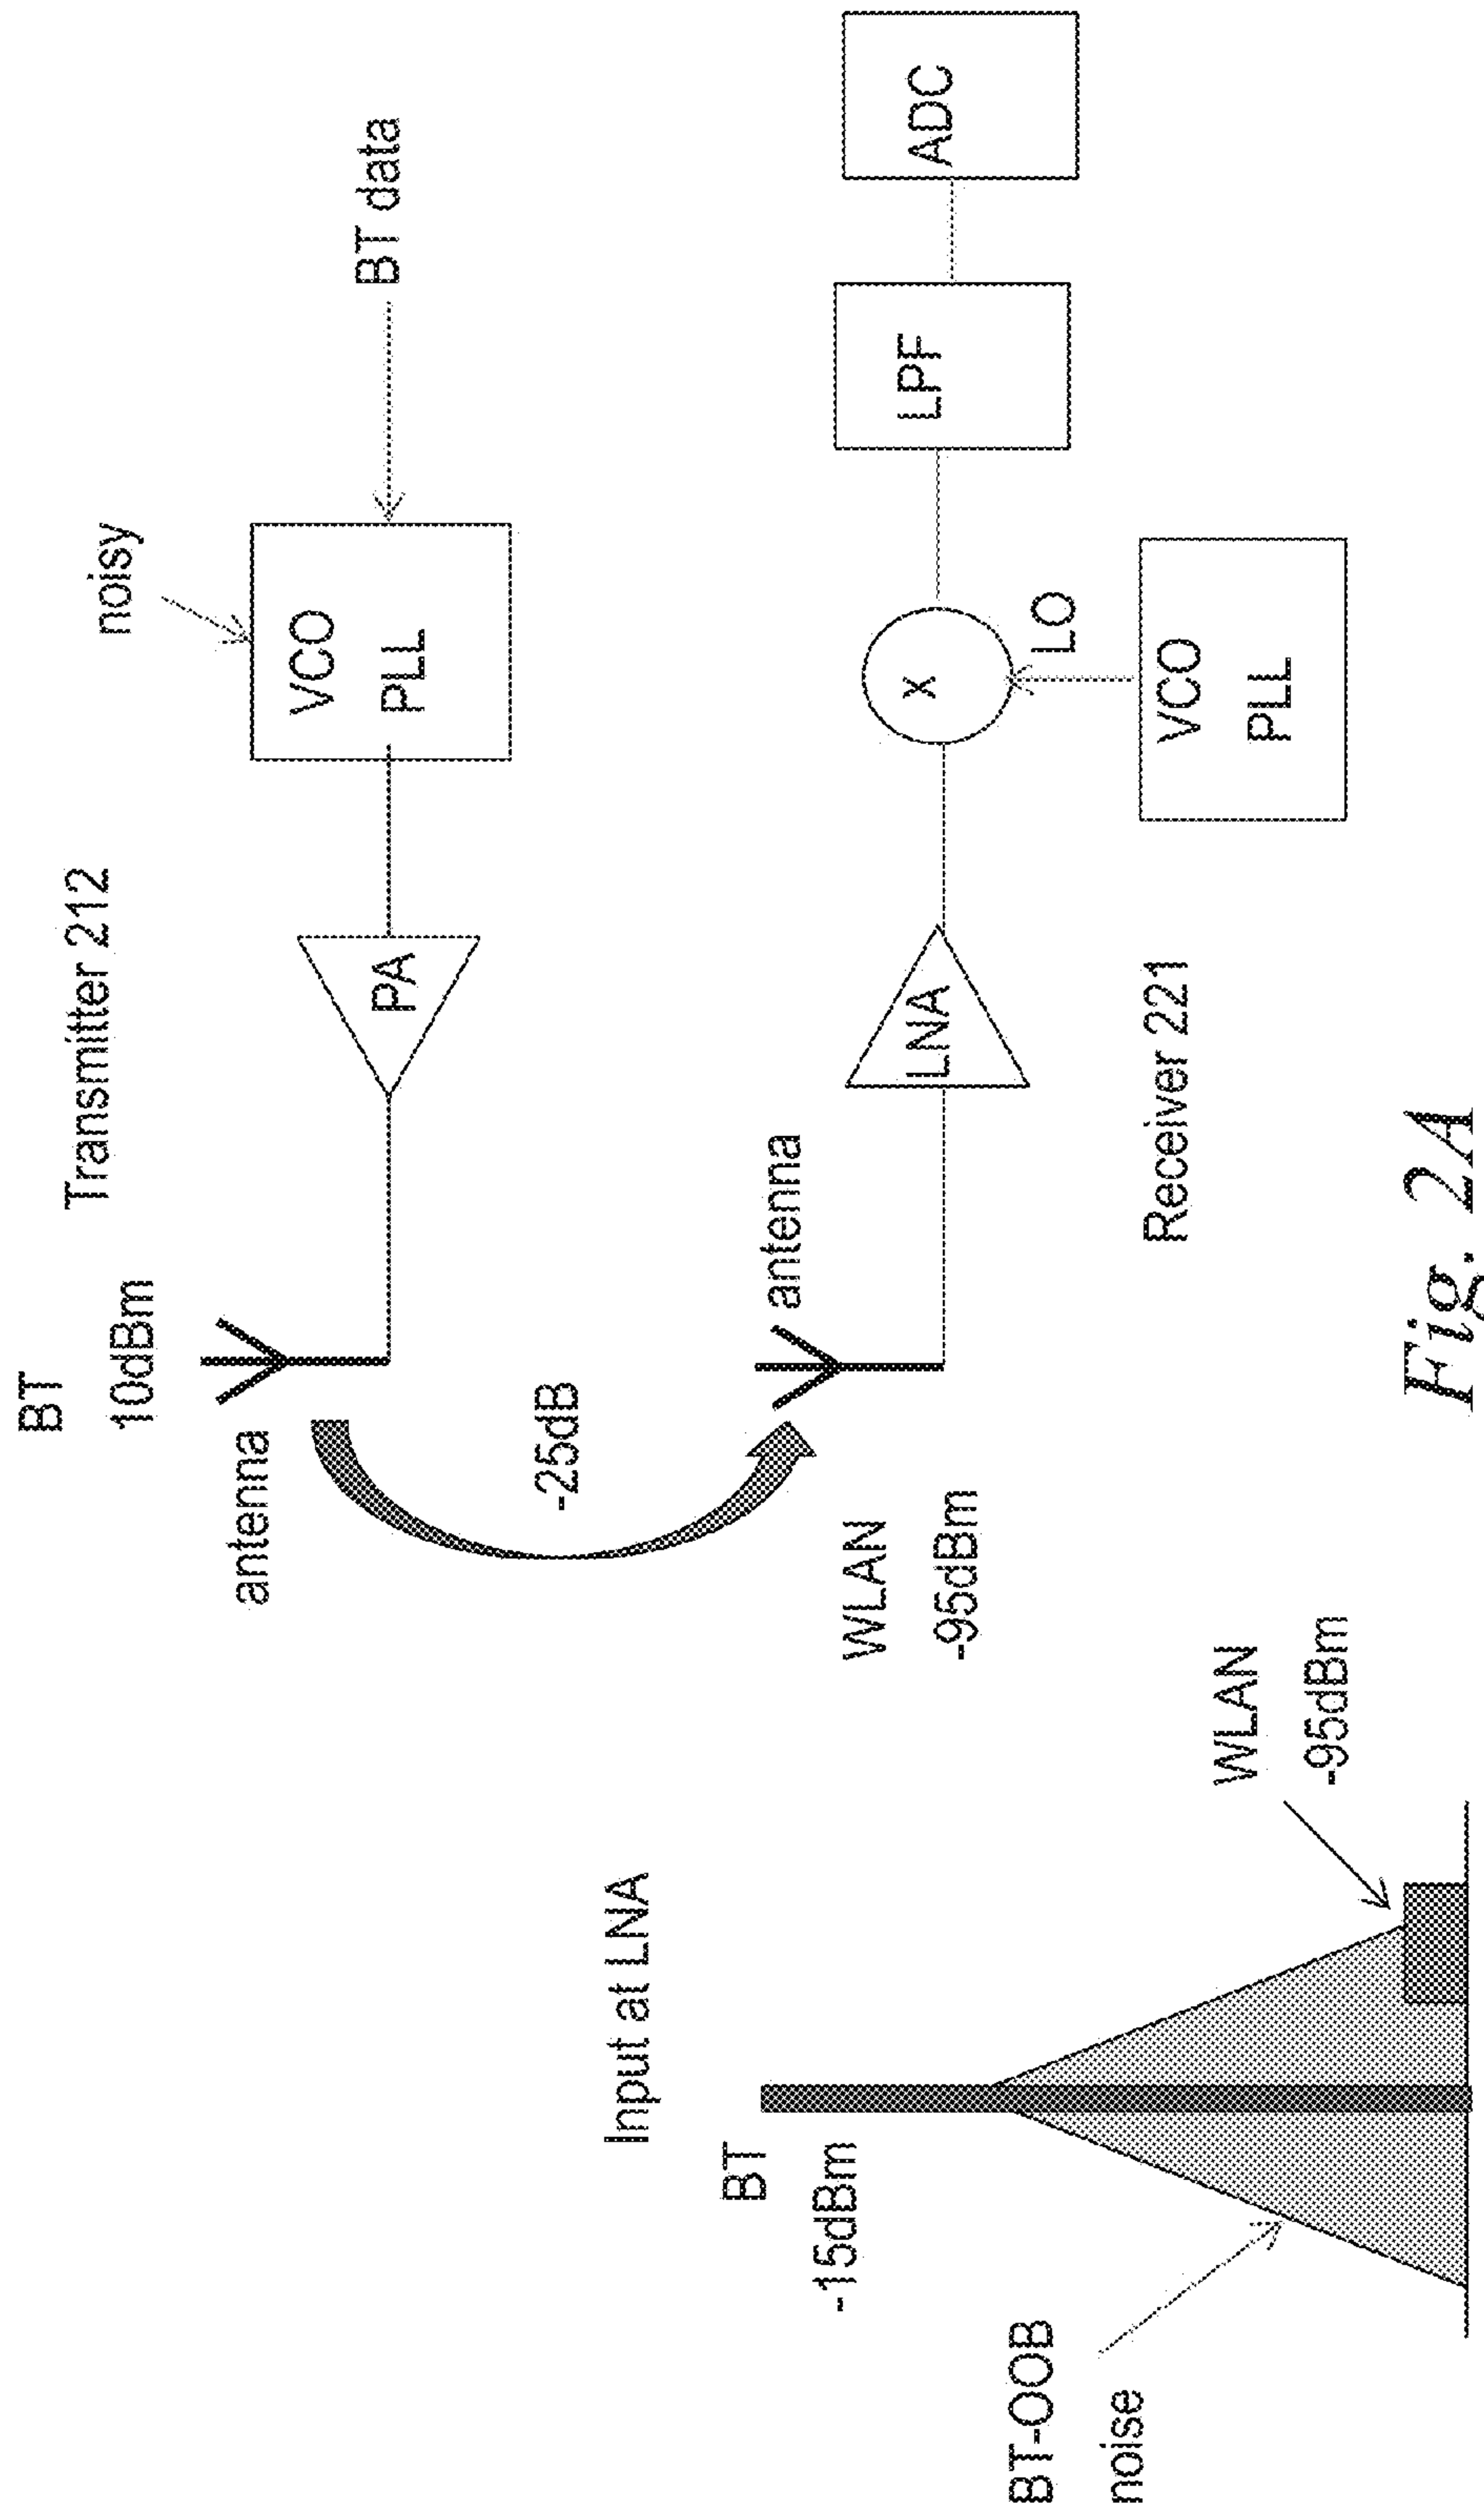 BT
10dBm
Transmitter 212
noisy
antenna
PA
VCO
PLL
BT data
-25dB
Input at LNA
antenna
WLAN
-95dBm
LNA
x
LO
LPF
ADC
VCO
PLL
Receiver 221
BT
-15dBm
BT-OOB
noise
WLAN
-95dBm
Fig. 2A